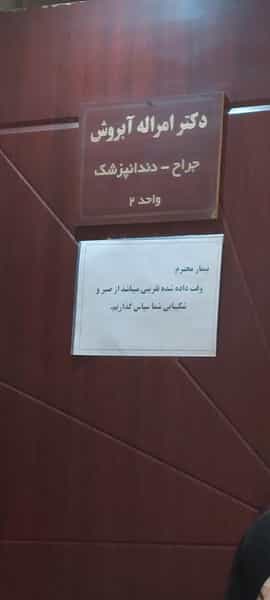 دکتر امراله آبروش
جراح - دندانپزشک
واحد ۲
بیمار محترم
وقت داده شده تقریبی میباشد از صبر و
شکیبایی شما سپاس گذاریم.